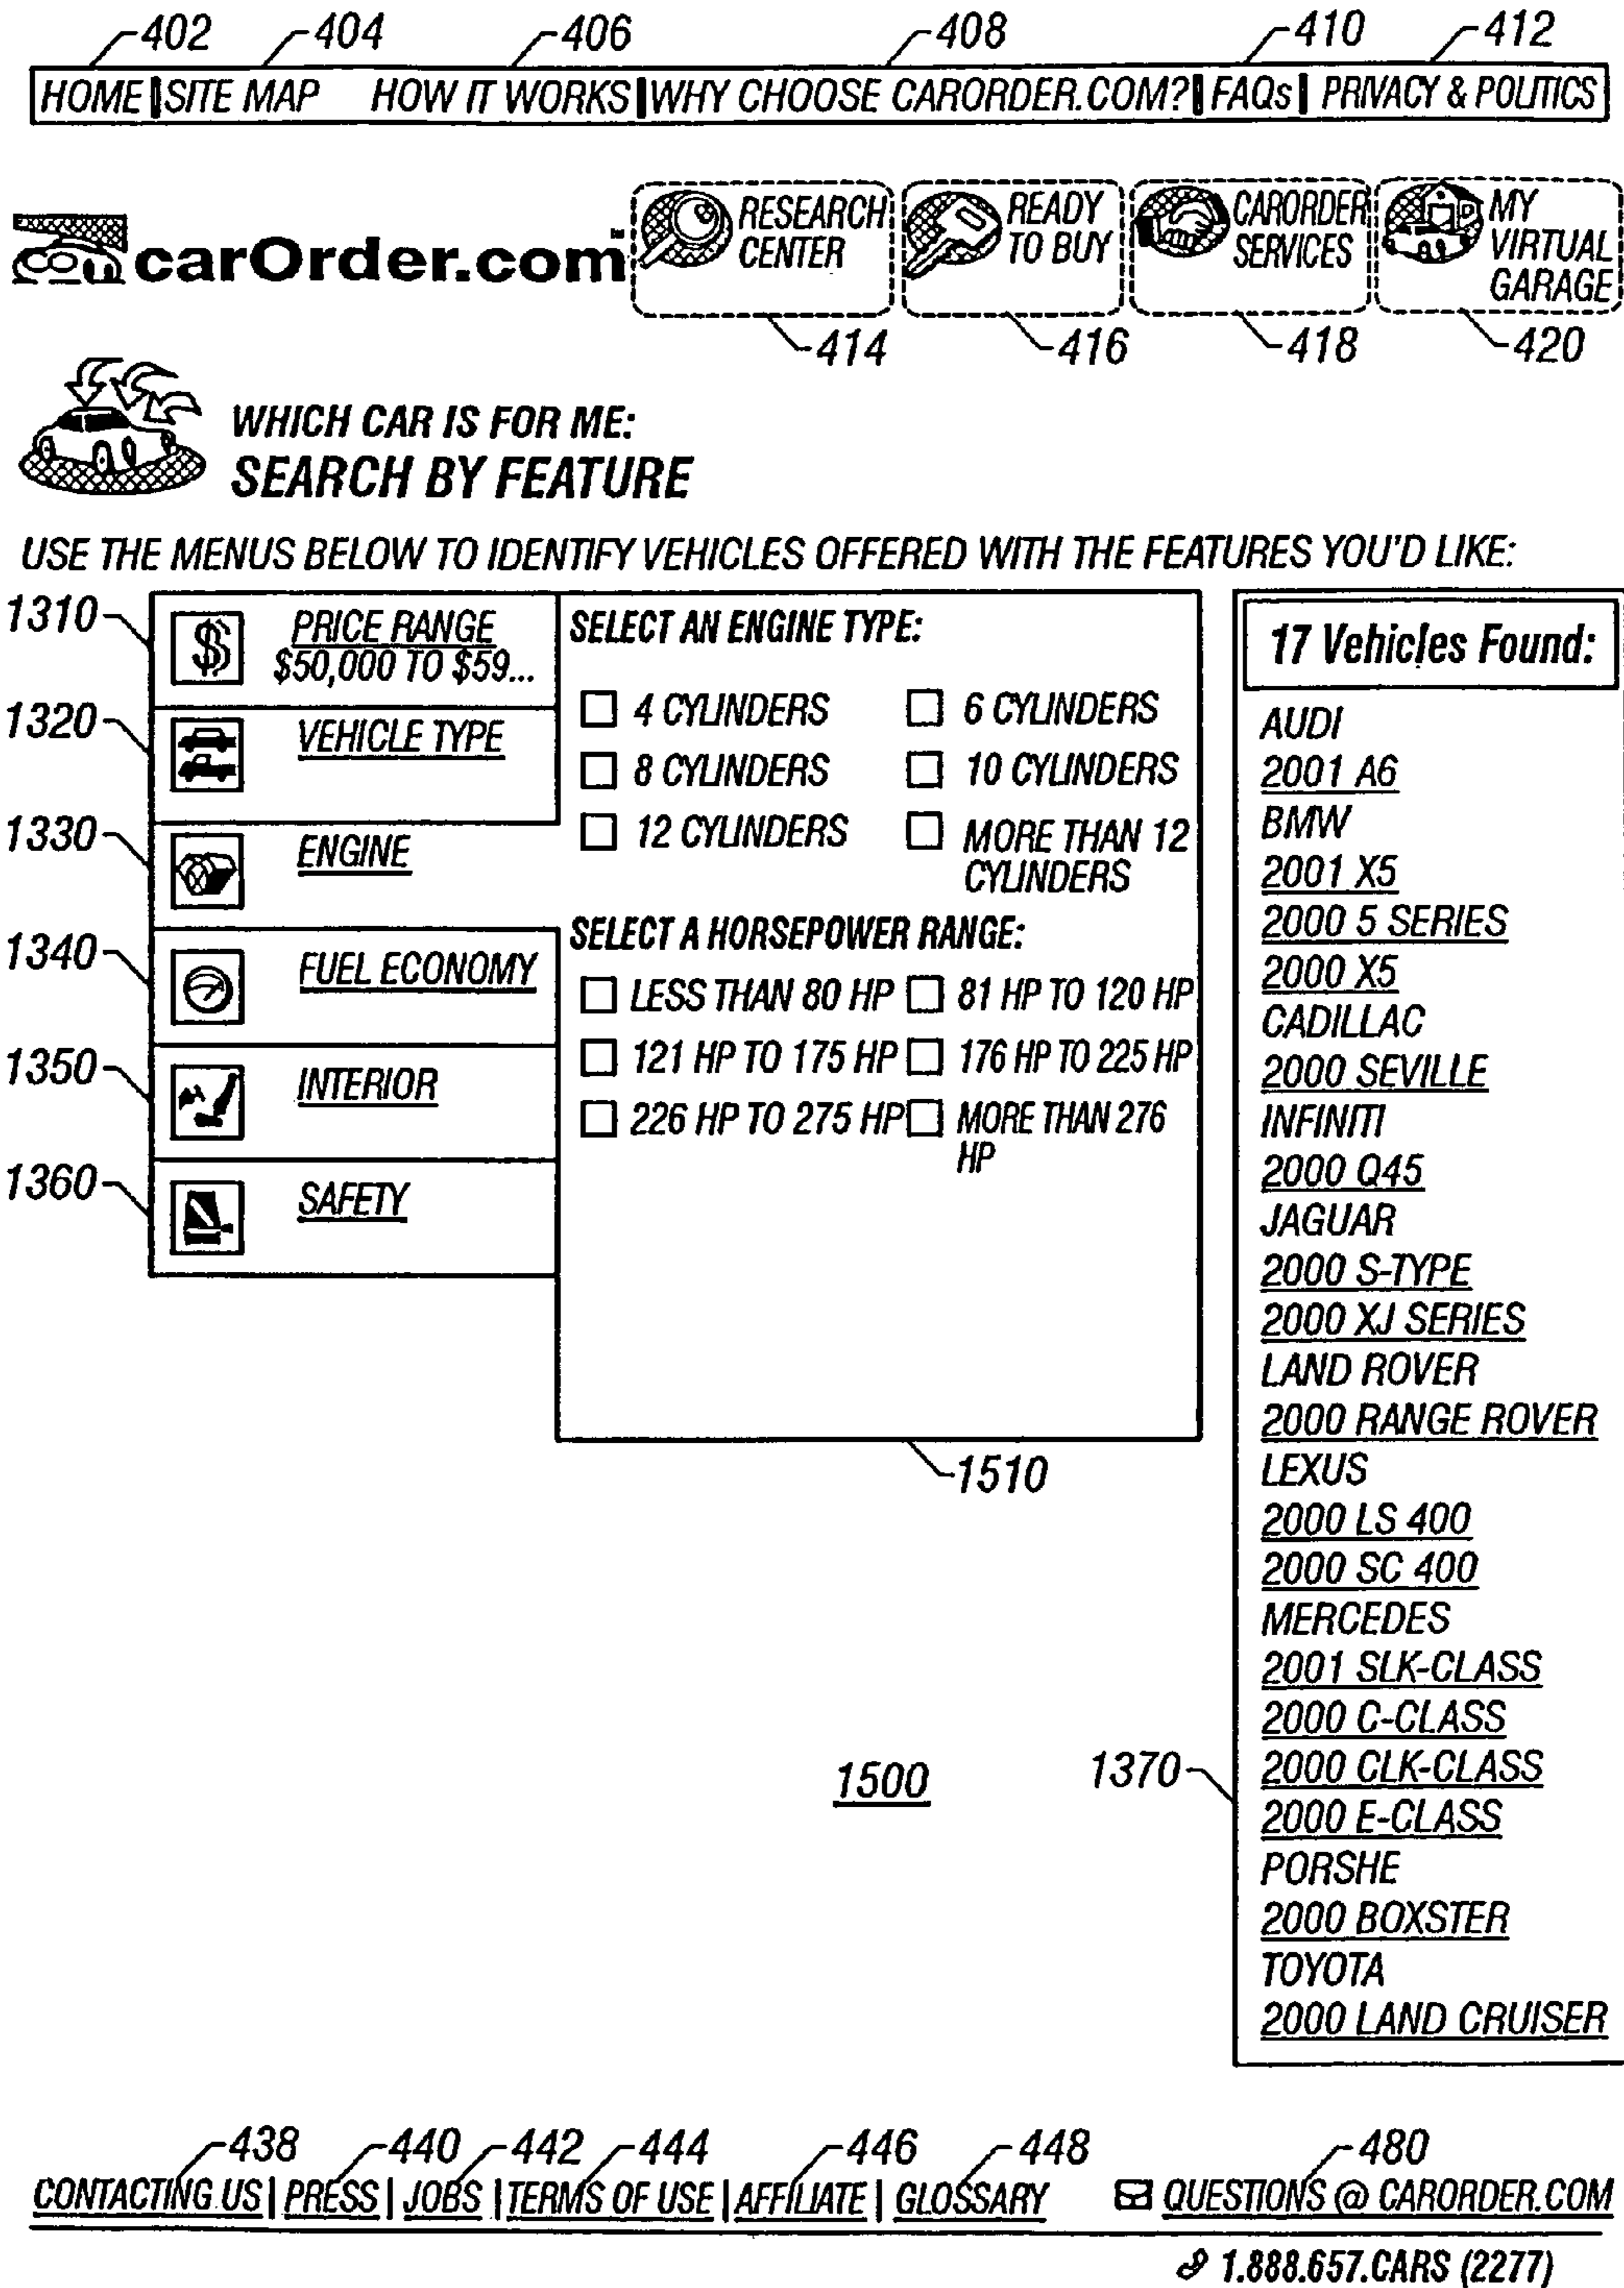 402 404 406 408 410 412
HOME | SITE MAP HOW IT WORKS | WHY CHOOSE CARORDER.COM? | FAQs | PRIVACY & POLITICS
carOrder.com
RESEARCH
CENTER
READY
TO BUY
CARORDER
SERVICES
MY
VIRTUAL
GARAGE
414 416 418 420
WHICH CAR IS FOR ME:
SEARCH BY FEATURE
USE THE MENUS BELOW TO IDENTIFY VEHICLES OFFERED WITH THE FEATURES YOU'D LIKE:
1310
$
PRICE RANGE
$50,000 TO $59...
1320
VEHICLE TYPE
1330
ENGINE
1340
FUEL ECONOMY
1350
INTERIOR
1360
SAFETY
SELECT AN ENGINE TYPE:
4 CYLINDERS 6 CYLINDERS
8 CYLINDERS 10 CYLINDERS
12 CYLINDERS MORE THAN 12
CYLINDERS
SELECT A HORSEPOWER RANGE:
LESS THAN 80 HP 81 HP TO 120 HP
121 HP TO 175 HP 176 HP TO 225 HP
226 HP TO 275 HP MORE THAN 276
HP
1510
17 Vehicles Found:
AUDI
2001 A6
BMW
2001 X5
2000 5 SERIES
2000 X5
CADILLAC
2000 SEVILLE
INFINITI
2000 Q45
JAGUAR
2000 S-TYPE
2000 XJ SERIES
LAND ROVER
2000 RANGE ROVER
LEXUS
2000 LS 400
2000 SC 400
MERCEDES
2001 SLK-CLASS
2000 C-CLASS
2000 CLK-CLASS
2000 E-CLASS
PORSHE
2000 BOXSTER
TOYOTA
2000 LAND CRUISER
1500
1370
438 440 442 444 446 448 480
CONTACTING US | PRESS | JOBS | TERMS OF USE | AFFILIATE | GLOSSARY QUESTIONS @ CARORDER.COM
1.888.657.CARS (2277)